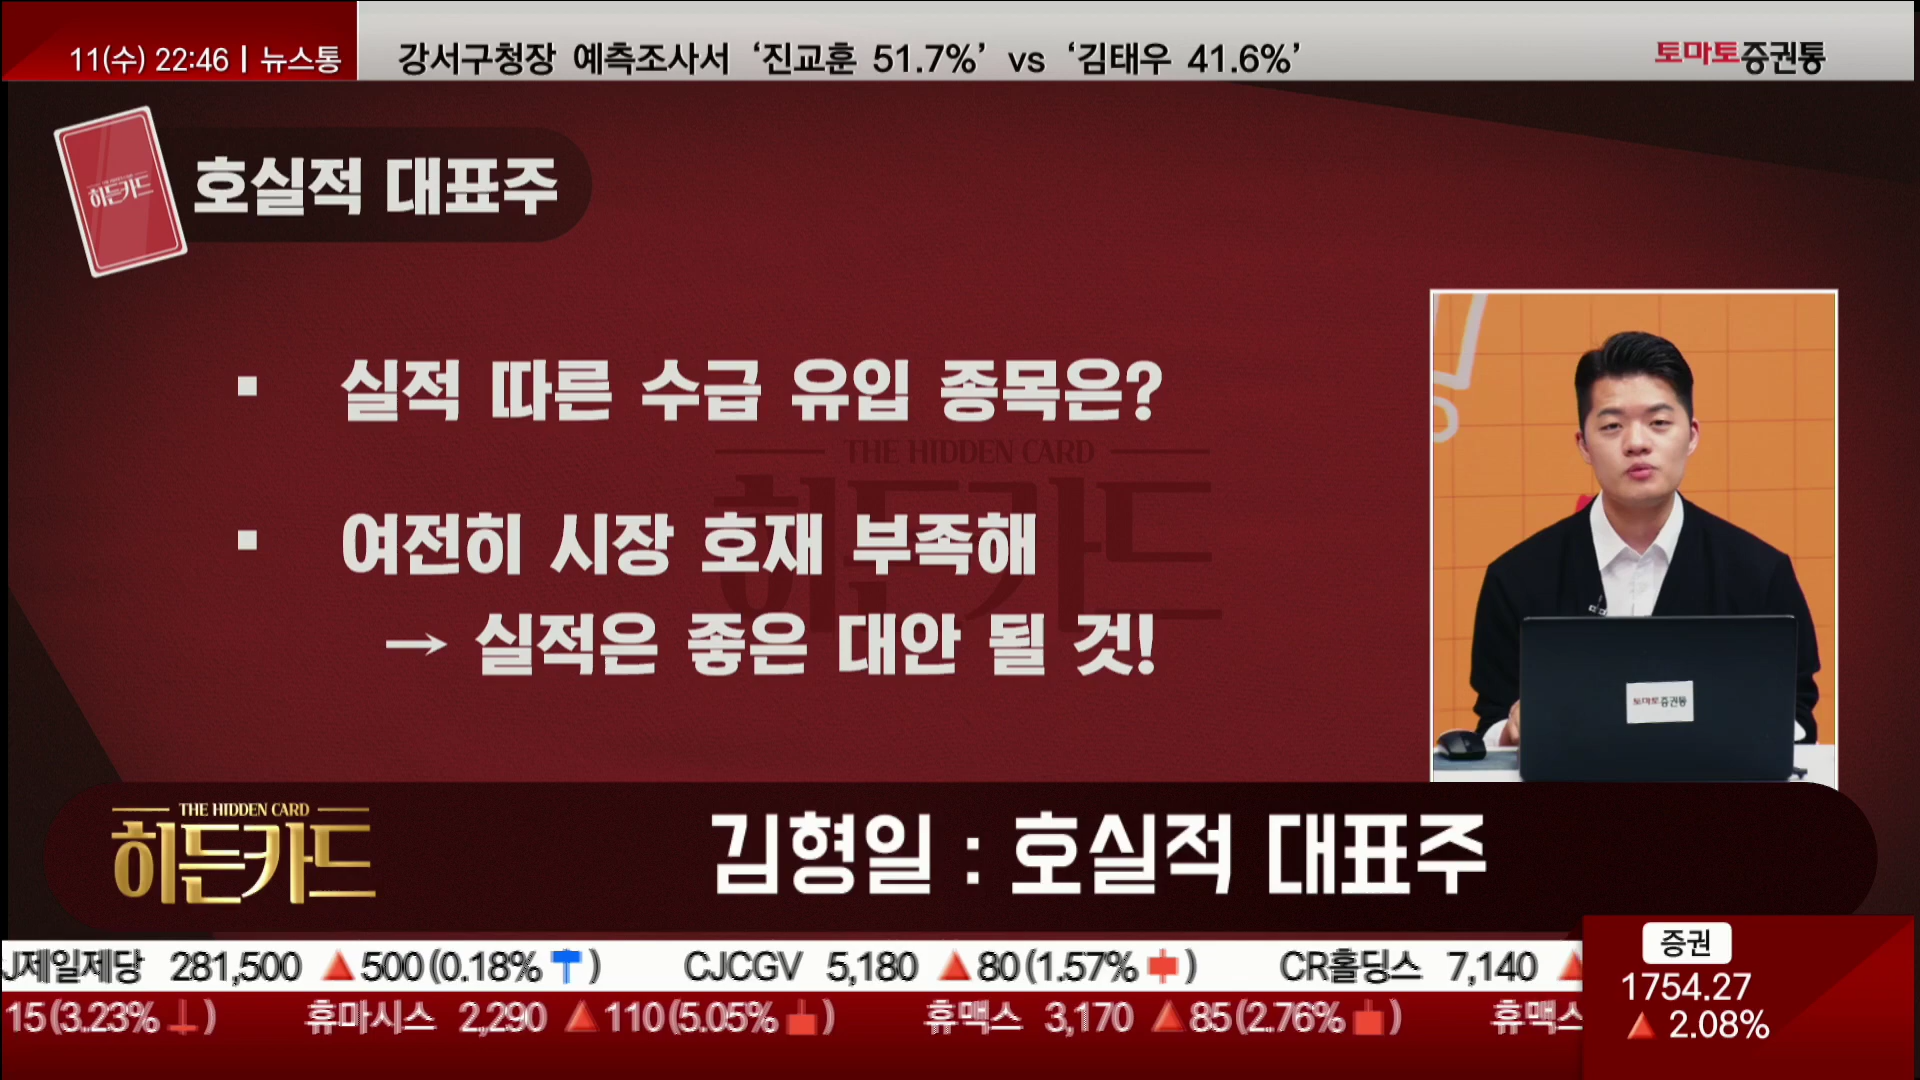 11(수) 22:46 | 뉴스통
강서구청장 예측조사서 ‘진교훈 51.7%’ vs ‘김태우 41.6%’
토마토증권통
히든카드
호실적 대표주
▪ 실적 따른 수급 유입 종목은?
THE HIDDEN CARD
히든카드
▪ 여전히 시장 호재 부족해
→ 실적은 좋은 대안 될 것!
토마토증권통
THE HIDDEN CARD
히든카드
김형일 : 호실적 대표주
J제일제당 281,500 ▲500(0.18%) CJCGV 5,180 ▲80(1.57%) CR홀딩스 7,140 ▲
15(3.23%) 휴마시스 2,290 ▲110(5.05%) 휴맥스 3,170 ▲85(2.76%) 휴맥스
증권
1754.27
▲ 2.08%